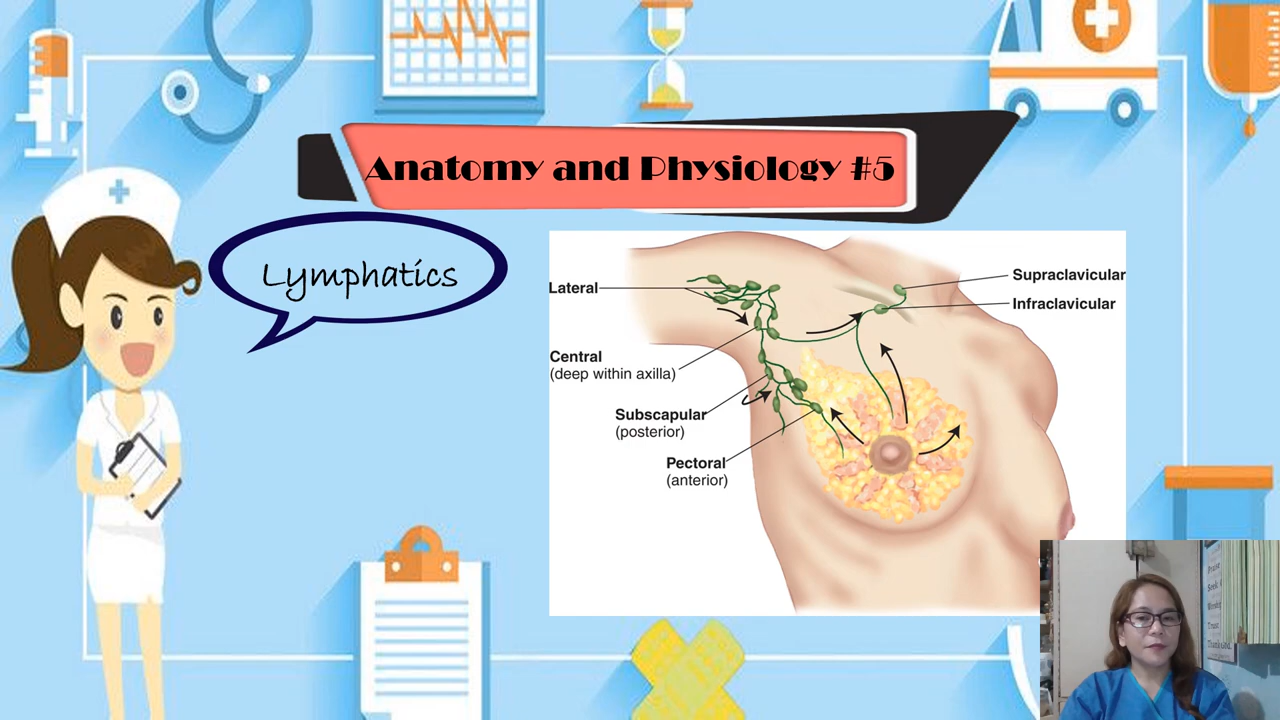 Anatomy and Physiology #5
Lymphatics
Lateral
Central
(deep within axilla)
Subscapular
(posterior)
Pectoral
(anterior)
Supraclavicular
Infraclavicular